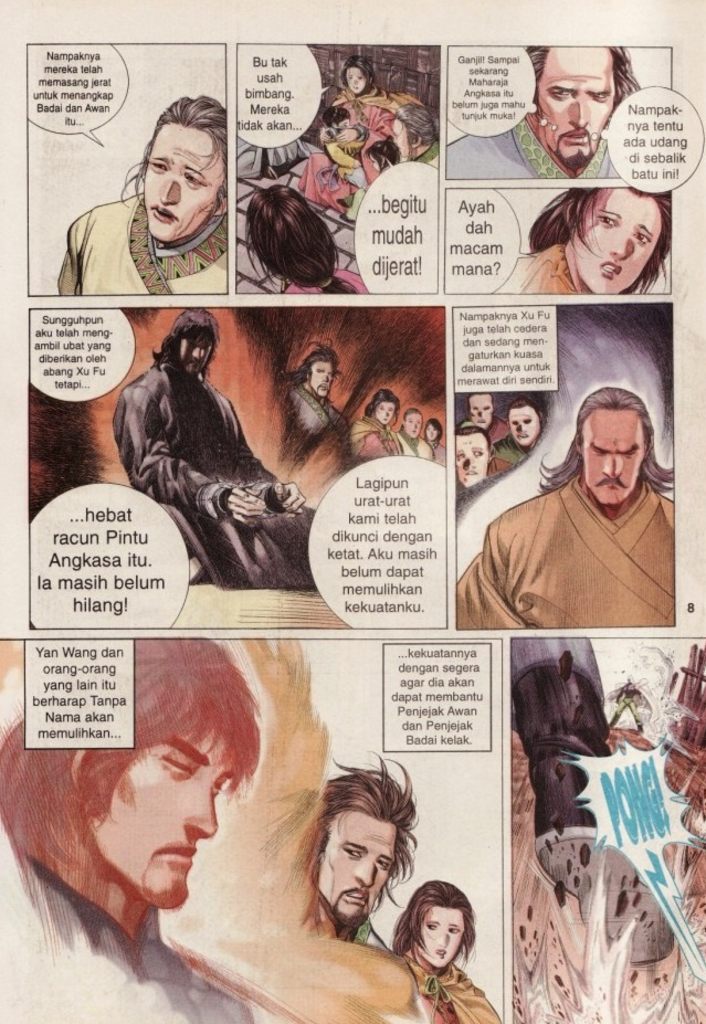 Nampaknya
mereka telah
memasang jerat
untuk menangkap
Badai dan Awan
itu...
Bu tak
usah
bimbang.
Mereka
tidak akan...
...begitu
mudah
dijerat!
Ganjil! Sampai
sekarang
Maharaja
Angkasa itu
belum juga mahu
tunjuk muka!
Nampak-
nya tentu
ada udang
di sebalik
batu ini!
Ayah
dah
macam
mana?
Sungguhpun
aku telah meng-
ambil ubat yang
diberikan oleh
abang Xu Fu
tetapi...
...hebat
racun Pintu
Angkasa itu.
Ia masih belum
hilang!
Lagipun
urat-urat
kami telah
dikunci dengan
ketat. Aku masih
belum dapat
memulihkan
kekuatanku.
Nampaknya Xu Fu
juga telah cedera
dan sedang men-
gaturkan kuasa
dalamannya untuk
merawat diri sendiri.
8
Yan Wang dan
orang-orang
yang lain itu
berharap Tanpa
Nama akan
memulihkan...
...kekuatannya
dengan segera
agar dia akan
dapat membantu
Penjejak Awan
dan Penjejak
Badai kelak.
PONG!